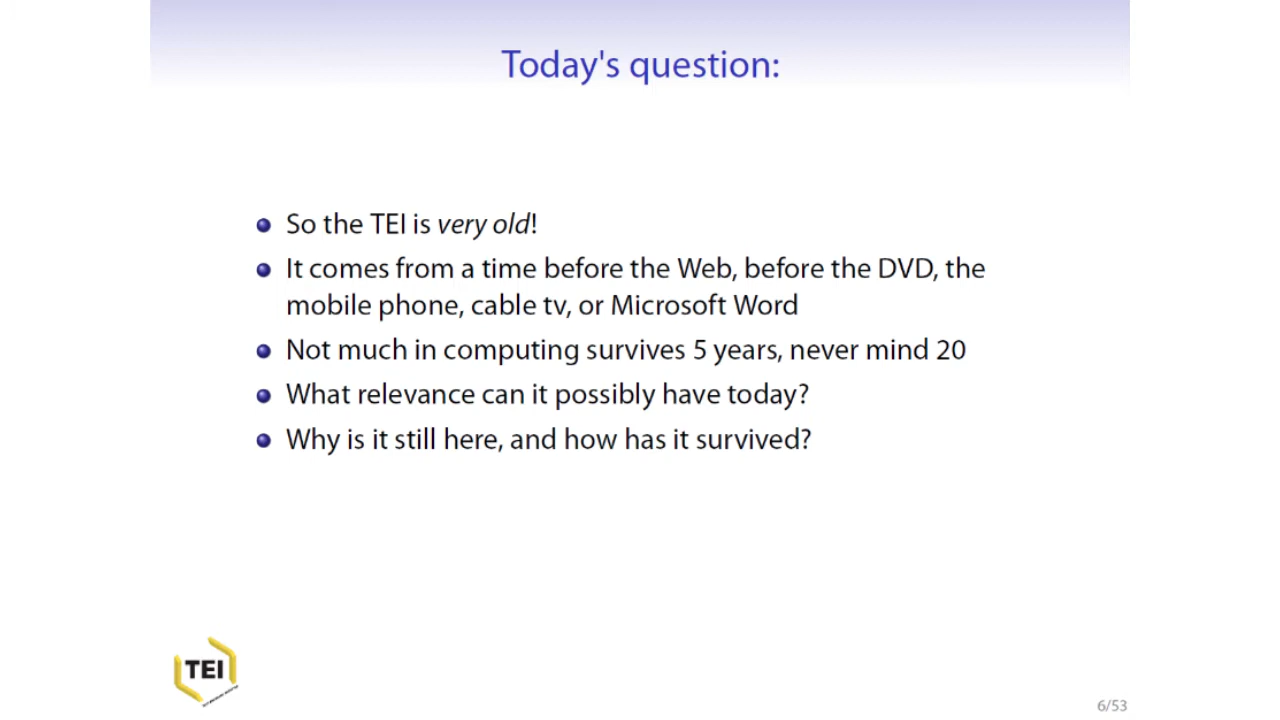 Today's question:
So the TEI is very old!
It comes from a time before the Web, before the DVD, the
mobile phone, cable tv, or Microsoft Word
Not much in computing survives 5 years, never mind 20
What relevance can it possibly have today?
Why is it still here, and how has it survived?
TEI
6/53